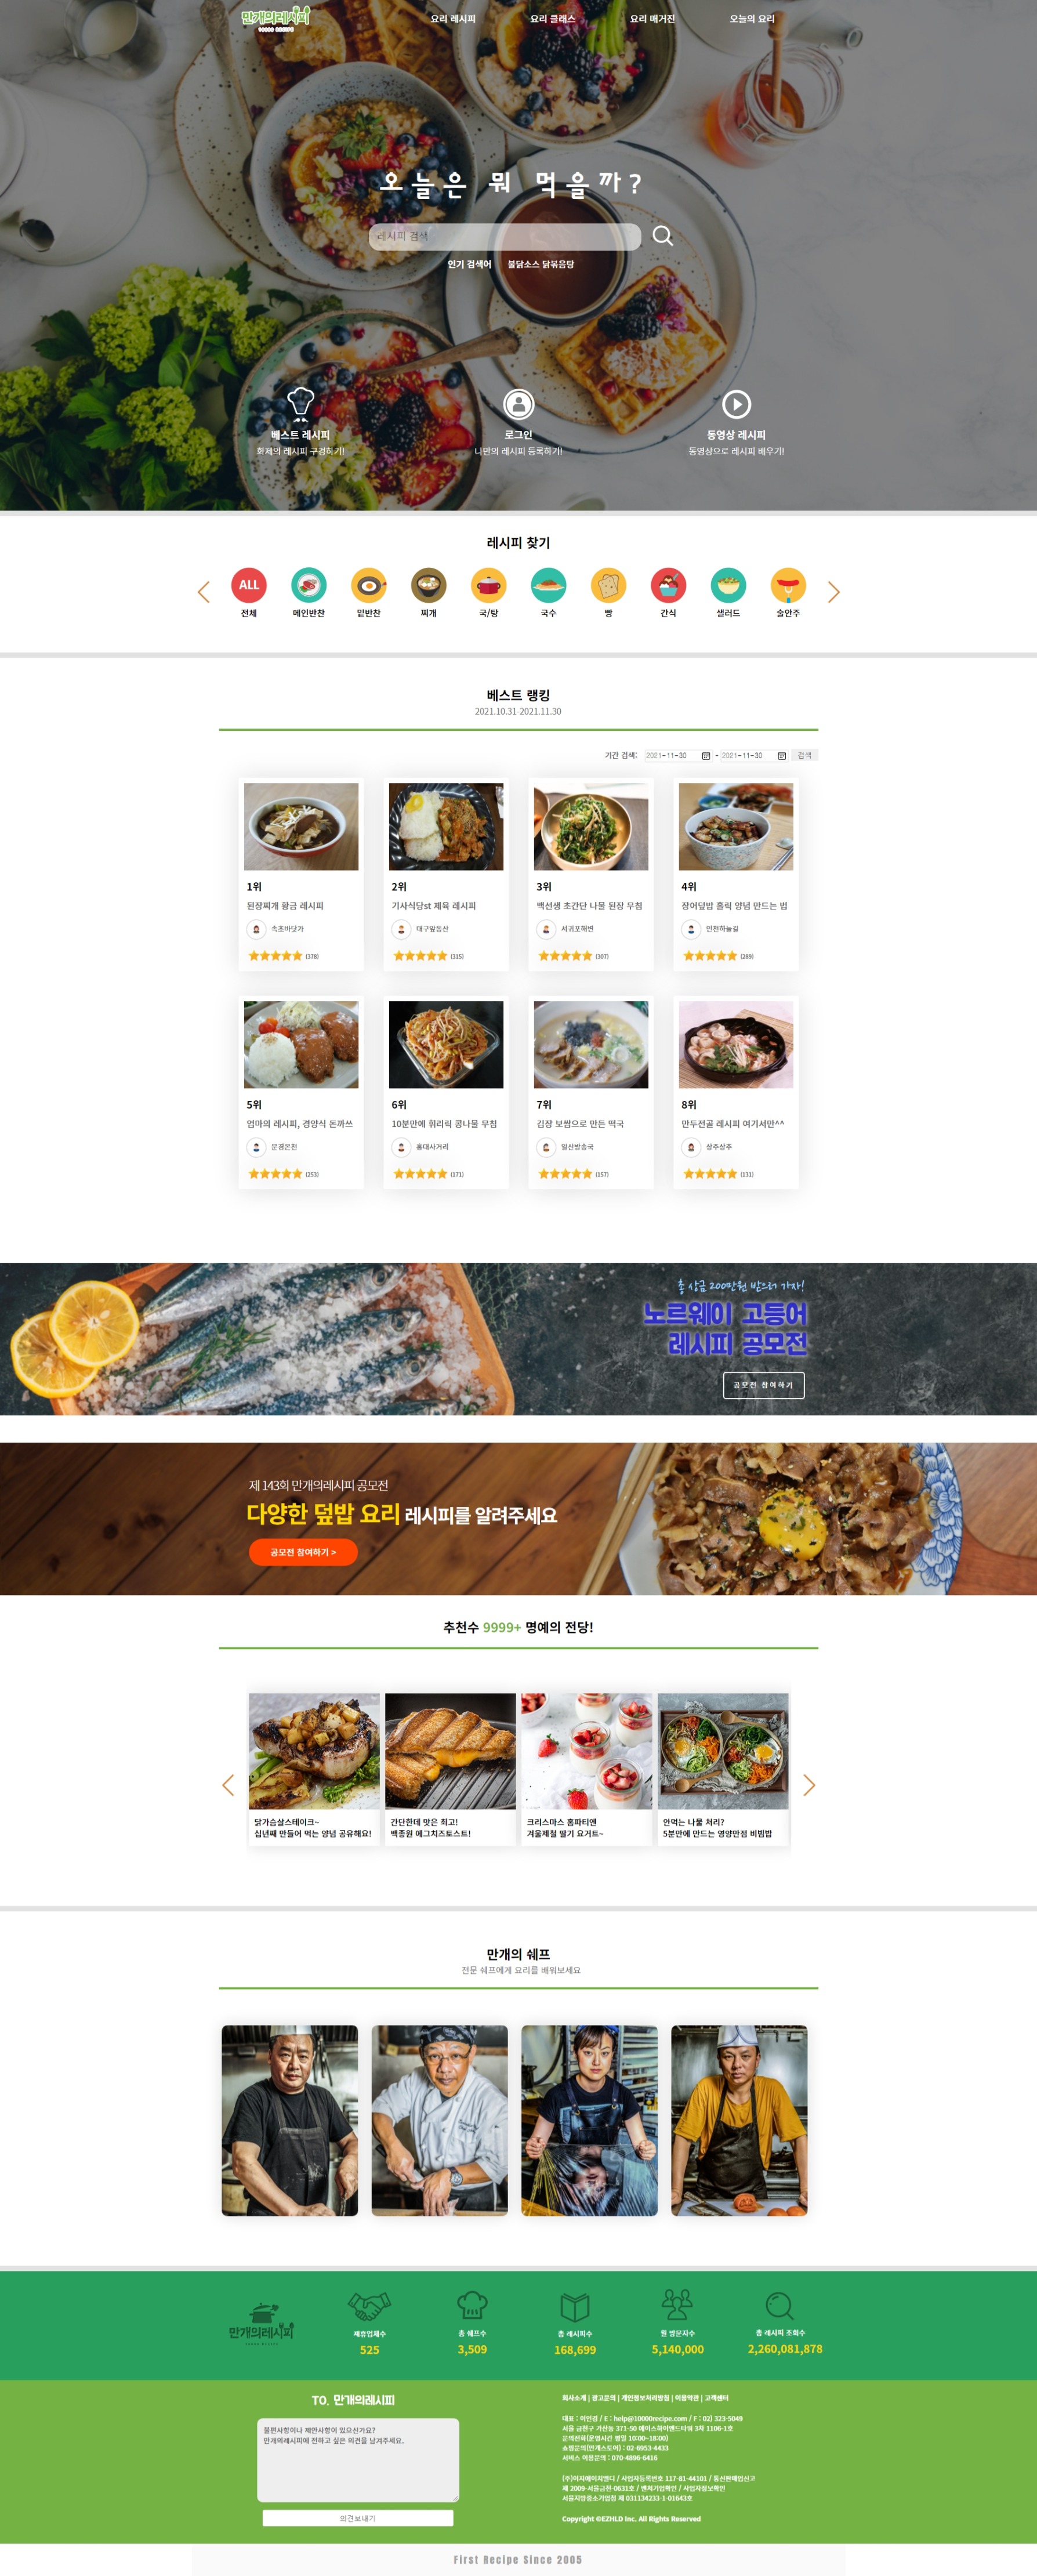 만개의레시피
10000 RECIPE
요리 레시피 요리 클래스 요리 매거진 오늘의 요리
오늘은 뭐 먹을까?
레시피 검색
인기 검색어 불닭소스 닭볶음탕
베스트 레시피 로그인 동영상 레시피
화제의 레시피 구경하기! 나만의 레시피 등록하기! 동영상으로 레시피 배우기!
레시피 찾기
ALL
전체 메인반찬 밑반찬 찌개 국/탕 국수 빵 간식 샐러드 술안주
베스트 랭킹
2021.10.31-2021.11.30
기간 검색: 2021-11-30 - 2021-11-30 검색
1위 2위 3위 4위
된장찌개 황금 레시피 기사식당st 제육 레시피 백선생 초간단 나물 된장 무침 장어덮밥 홀릭 양념 만드는 법
속초바닷가 대구앞동산 서귀포해변 인천하늘길
(378) (315) (307) (289)
5위 6위 7위 8위
엄마의 레시피, 경양식 돈까쓰 10분만에 휘리릭 콩나물 무침 김장 보쌈으로 만든 떡국 만두전골 레시피 여기서만^^
문경온천 홍대사거리 일산방송국 상주상주
(253) (171) (157) (131)
총 상금 200만원 받으러 가자!
노르웨이 고등어
레시피 공모전
공모전 참여하기
제 143회 만개의레시피 공모전
다양한 덮밥 요리 레시피를 알려주세요
공모전 참여하기 >
추천수 9999+ 명예의 전당!
닭가슴살스테이크~ 간단한데 맛은 최고! 크리스마스 홈파티엔 안먹는 나물 처리?
십년째 만들어 먹는 양념 공유해요! 백종원 에그치즈토스트! 겨울제철 딸기 요거트~ 5분만에 만드는 영양만점 비빔밥
만개의 쉐프
전문 쉐프에게 요리를 배워보세요
만개의레시피
제휴업체수 총 쉐프수 총 레시피수 월 방문자수 총 레시피 조회수
525 3,509 168,699 5,140,000 2,260,081,878
TO. 만개의레시피
불편사항이나 제안사항이 있으신가요?
만개의레시피에 전하고 싶은 의견을 남겨주세요.
의견보내기
회사소개 | 광고문의 | 개인정보처리방침 | 이용약관 | 고객센터
대표 : 이인경 / E : help@10000recipe.com / F : 02) 323-5049
서울 금천구 가산동 371-50 에이스하이엔드타워 3차 1106-1호
문의전화(운영시간 평일 10:00~18:00)
쇼핑문의(만개스토어) : 02-6953-4433
서비스 이용문의 : 070-4896-6416
(주)이지에이치엘디 / 사업자등록번호 117-81-44101 / 통신판매업신고
제 2009-서울금천-0631호 / 벤처기업확인 / 사업자정보확인
서울지방중소기업청 제 031134233-1-01643호
Copyright ©EZHLD Inc. All Rights Reserved
First Recipe Since 2005